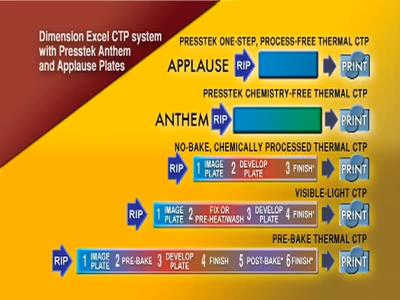 Dimension Excel CTP system
with Presstek Anthem
and Applause Plates
PRESSTEK ONE-STEP, PROCESS-FREE THERMAL CTP
APPLAUSE RIP PRINT
PRESSTEK CHEMISTRY-FREE THERMAL CTP
ANTHEM RIP PRINT
NO-BAKE, CHEMICALLY PROCESSED THERMAL CTP
RIP 1 IMAGE PLATE 2 DEVELOP PLATE 3 FINISH* PRINT
VISIBLE-LIGHT CTP
RIP 1 IMAGE PLATE 2 FIX OR PRE-HEAT/WASH 3 DEVELOP PLATE 4 FINISH* PRINT
PRE-BAKE THERMAL CTP
RIP 1 IMAGE PLATE 2 PRE-BAKE 3 DEVELOP PLATE 4 FINISH 5 POST-BAKE* 6 FINISH* PRINT